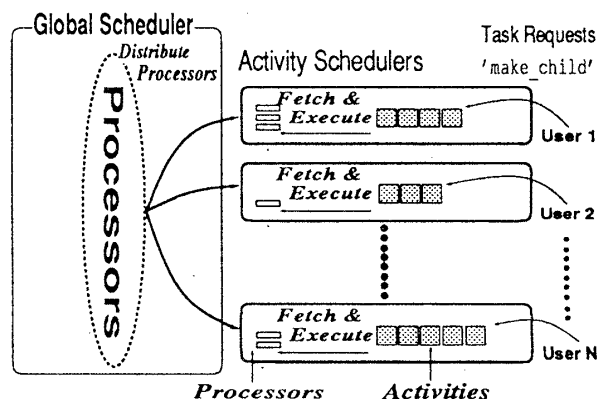 Global Scheduler
Distribute
Processors
Processors
Activity Schedulers
Task Requests
'make_child'
Fetch &
Execute
User 1
Fetch &
Execute
User 2
Fetch &
Execute
User N
Processors
Activities